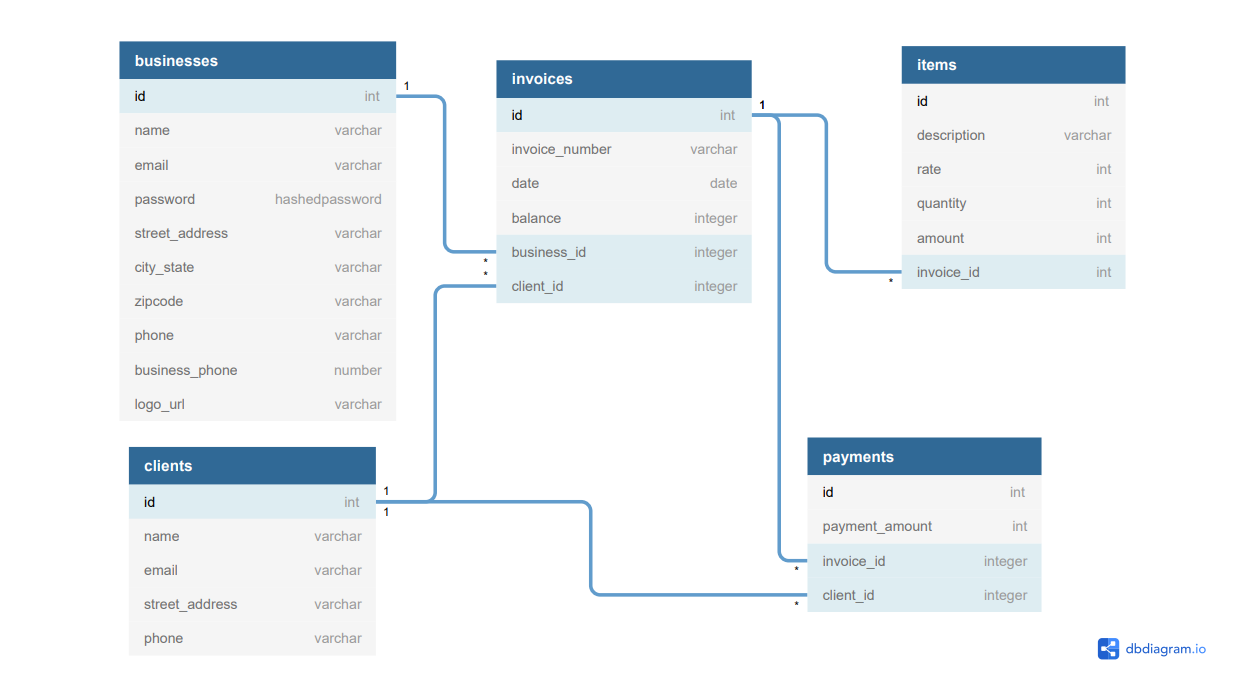 businesses
id int
name varchar
email varchar
password hashedpassword
street_address varchar
city_state varchar
zipcode varchar
phone varchar
business_phone number
logo_url varchar
1
invoices
id int
invoice_number varchar
date date
balance integer
business_id integer
client_id integer
*
*
1
items
id int
description varchar
rate int
quantity int
amount int
invoice_id int
*
clients
id int
name varchar
email varchar
street_address varchar
phone varchar
1
1
payments
id int
payment_amount int
invoice_id integer
client_id integer
*
*
dbdiagram.io